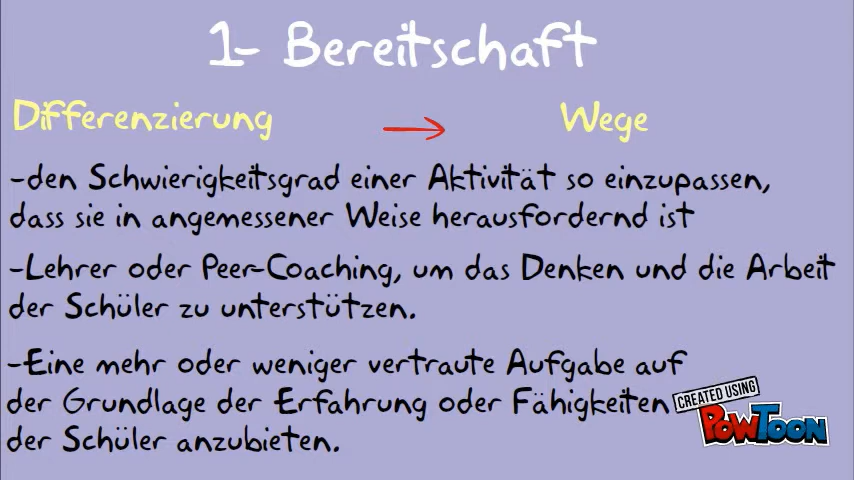 1- Bereitschaft
Differenzierung → Wege
-den Schwierigkeitsgrad einer Aktivität so einzupassen,
dass sie in angemessener Weise herausfordernd ist
-Lehrer oder Peer-Coaching, um das Denken und die Arbeit
der Schüler zu unterstützen.
-Eine mehr oder weniger vertraute Aufgabe auf
der Grundlage der Erfahrung oder Fähigkeiten
der Schüler anzubieten.
CREATED USING
POWTOON